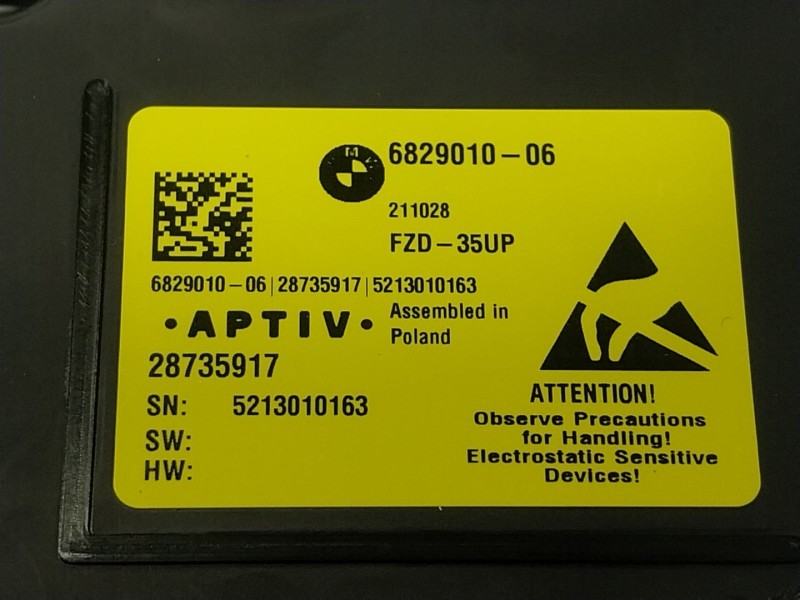 BMW
6829010-06
211028
FZD-35UP
6829010-06|28735917|5213010163
•APTIV•
Assembled in
Poland
28735917
SN: 5213010163
SW:
HW:
ATTENTION!
Observe Precautions
for Handling!
Electrostatic Sensitive
Devices!